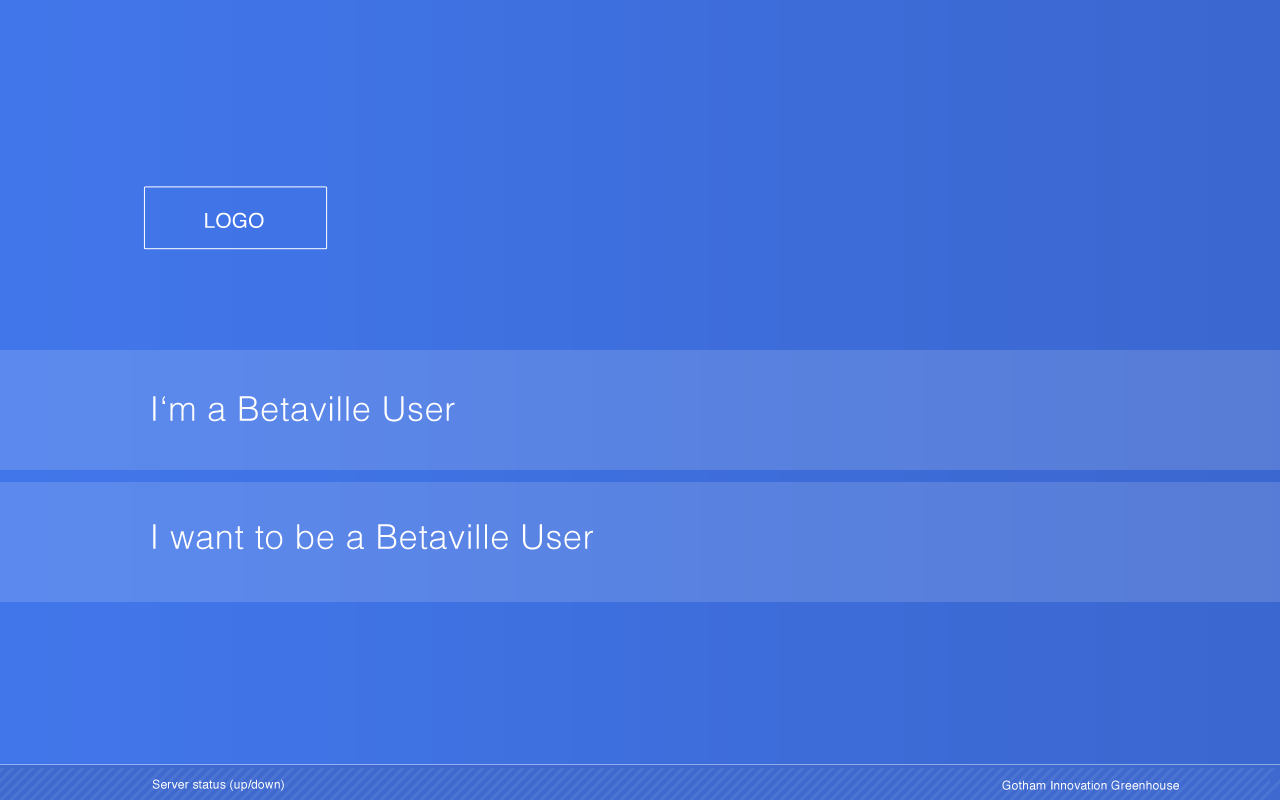 LOGO
I‘m a Betaville User
I want to be a Betaville User
Server status (up/down)
Gotham Innovation Greenhouse